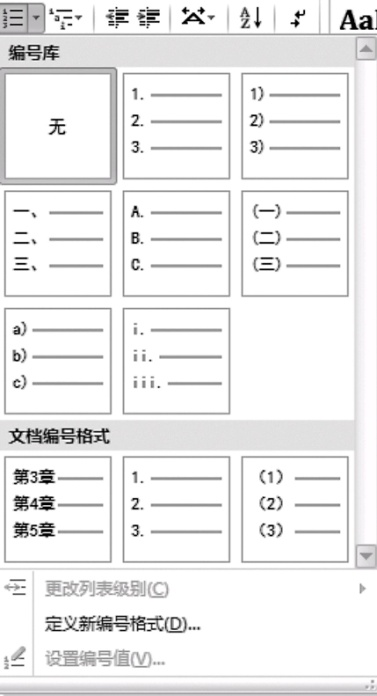 AaI
编号库
无
1.
2.
3.
1)
2)
3)
一、
二、
三、
A.
B.
C.
(一)
(二)
(三)
a)
b)
c)
i.
ii.
iii.
文档编号格式
第3章
第4章
第5章
1.
2.
3.
(1)
(2)
(3)
更改列表级别(C)
定义新编号格式(D)...
设置编号值(V)...